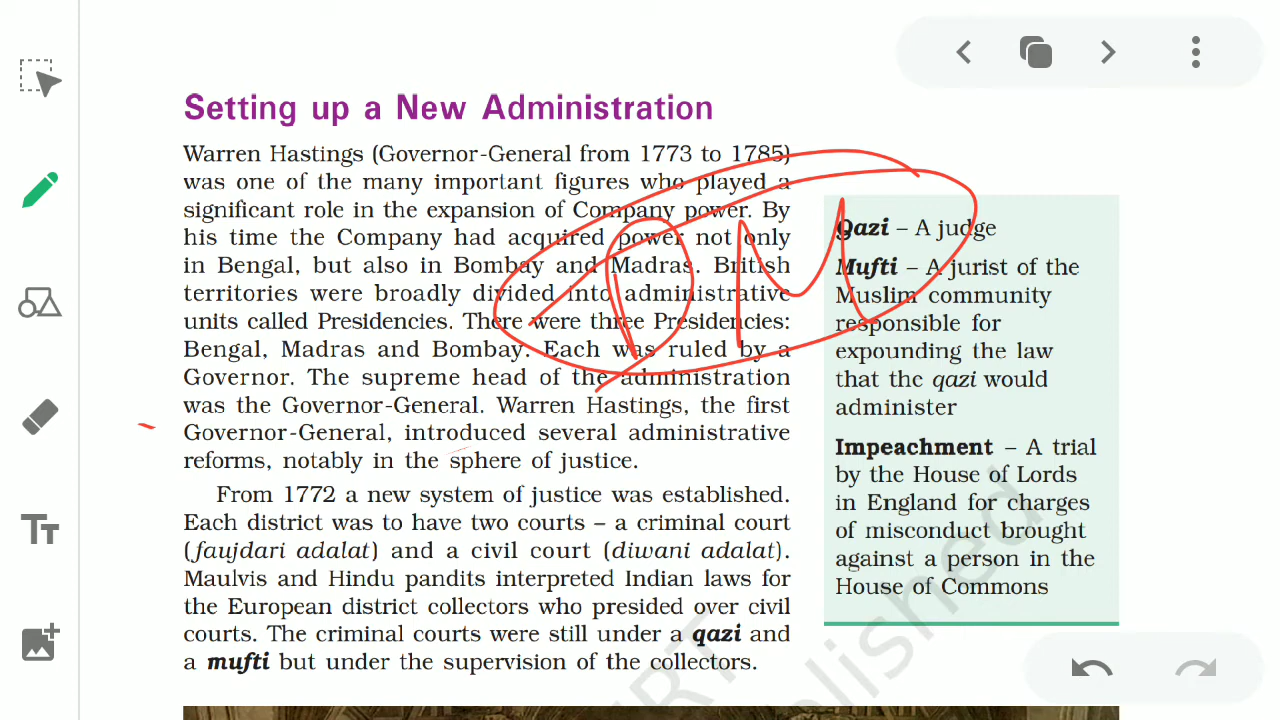 Setting up a New Administration
Warren Hastings (Governor-General from 1773 to 1785)
was one of the many important figures who played a
significant role in the expansion of Company power. By
his time the Company had acquired power not only
in Bengal, but also in Bombay and Madras. British
territories were broadly divided into administrative
units called Presidencies. There were three Presidencies:
Bengal, Madras and Bombay. Each was ruled by a
Governor. The supreme head of the administration
was the Governor-General. Warren Hastings, the first
Governor-General, introduced several administrative
reforms, notably in the sphere of justice.
From 1772 a new system of justice was established.
Each district was to have two courts – a criminal court
(faujdari adalat) and a civil court (diwani adalat).
Maulvis and Hindu pandits interpreted Indian laws for
the European district collectors who presided over civil
courts. The criminal courts were still under a qazi and
a mufti but under the supervision of the collectors.
Qazi – A judge
Mufti – A jurist of the
Muslim community
responsible for
expounding the law
that the qazi would
administer
Impeachment – A trial
by the House of Lords
in England for charges
of misconduct brought
against a person in the
House of Commons
TT